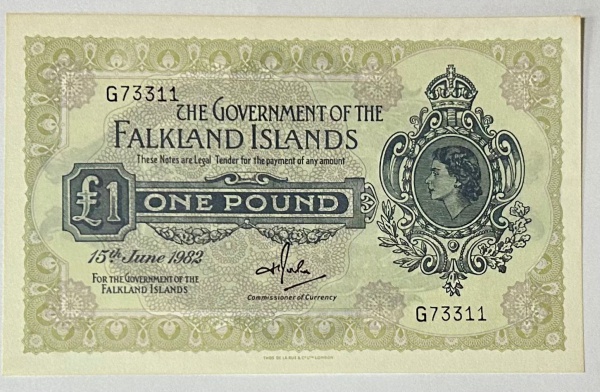 G73311
THE GOVERNMENT OF THE
FALKLAND ISLANDS
These Notes are Legal Tender for the payment of any amount
£1 ONE POUND
15th June 1982
FOR THE GOVERNMENT OF THE
FALKLAND ISLANDS
Commissioner of Currency
G73311